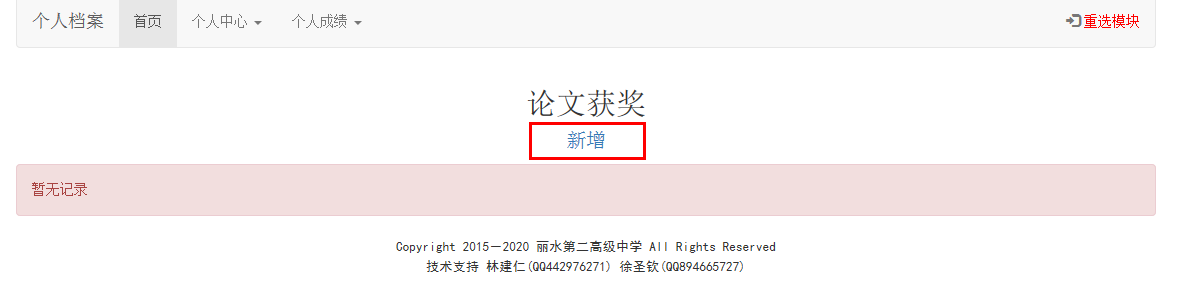 个人档案 首页 个人中心 个人成绩 重选模块
论文获奖
新增
暂无记录
Copyright 2015－2020 丽水第二高级中学 All Rights Reserved
技术支持 林建仁(QQ442976271) 徐圣钦(QQ894665727)